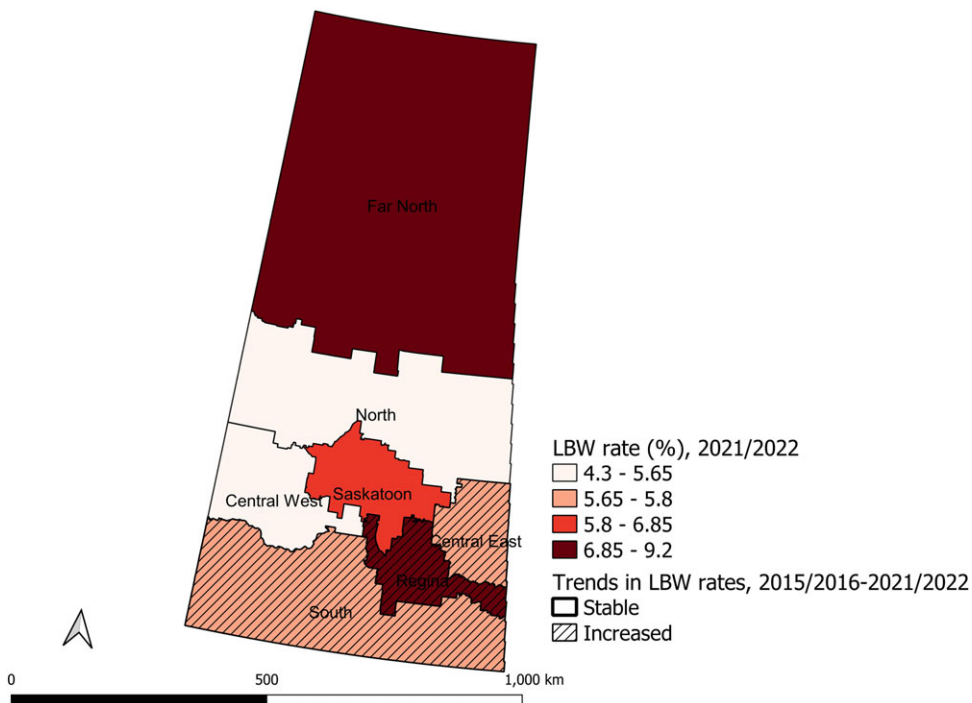 Far North
North
Saskatoon
Central West
Central East
Regina
South
LBW rate (%), 2021/2022
4.3 - 5.65
5.65 - 5.8
5.8 - 6.85
6.85 - 9.2
Trends in LBW rates, 2015/2016-2021/2022
Stable
Increased
0
500
1,000 km